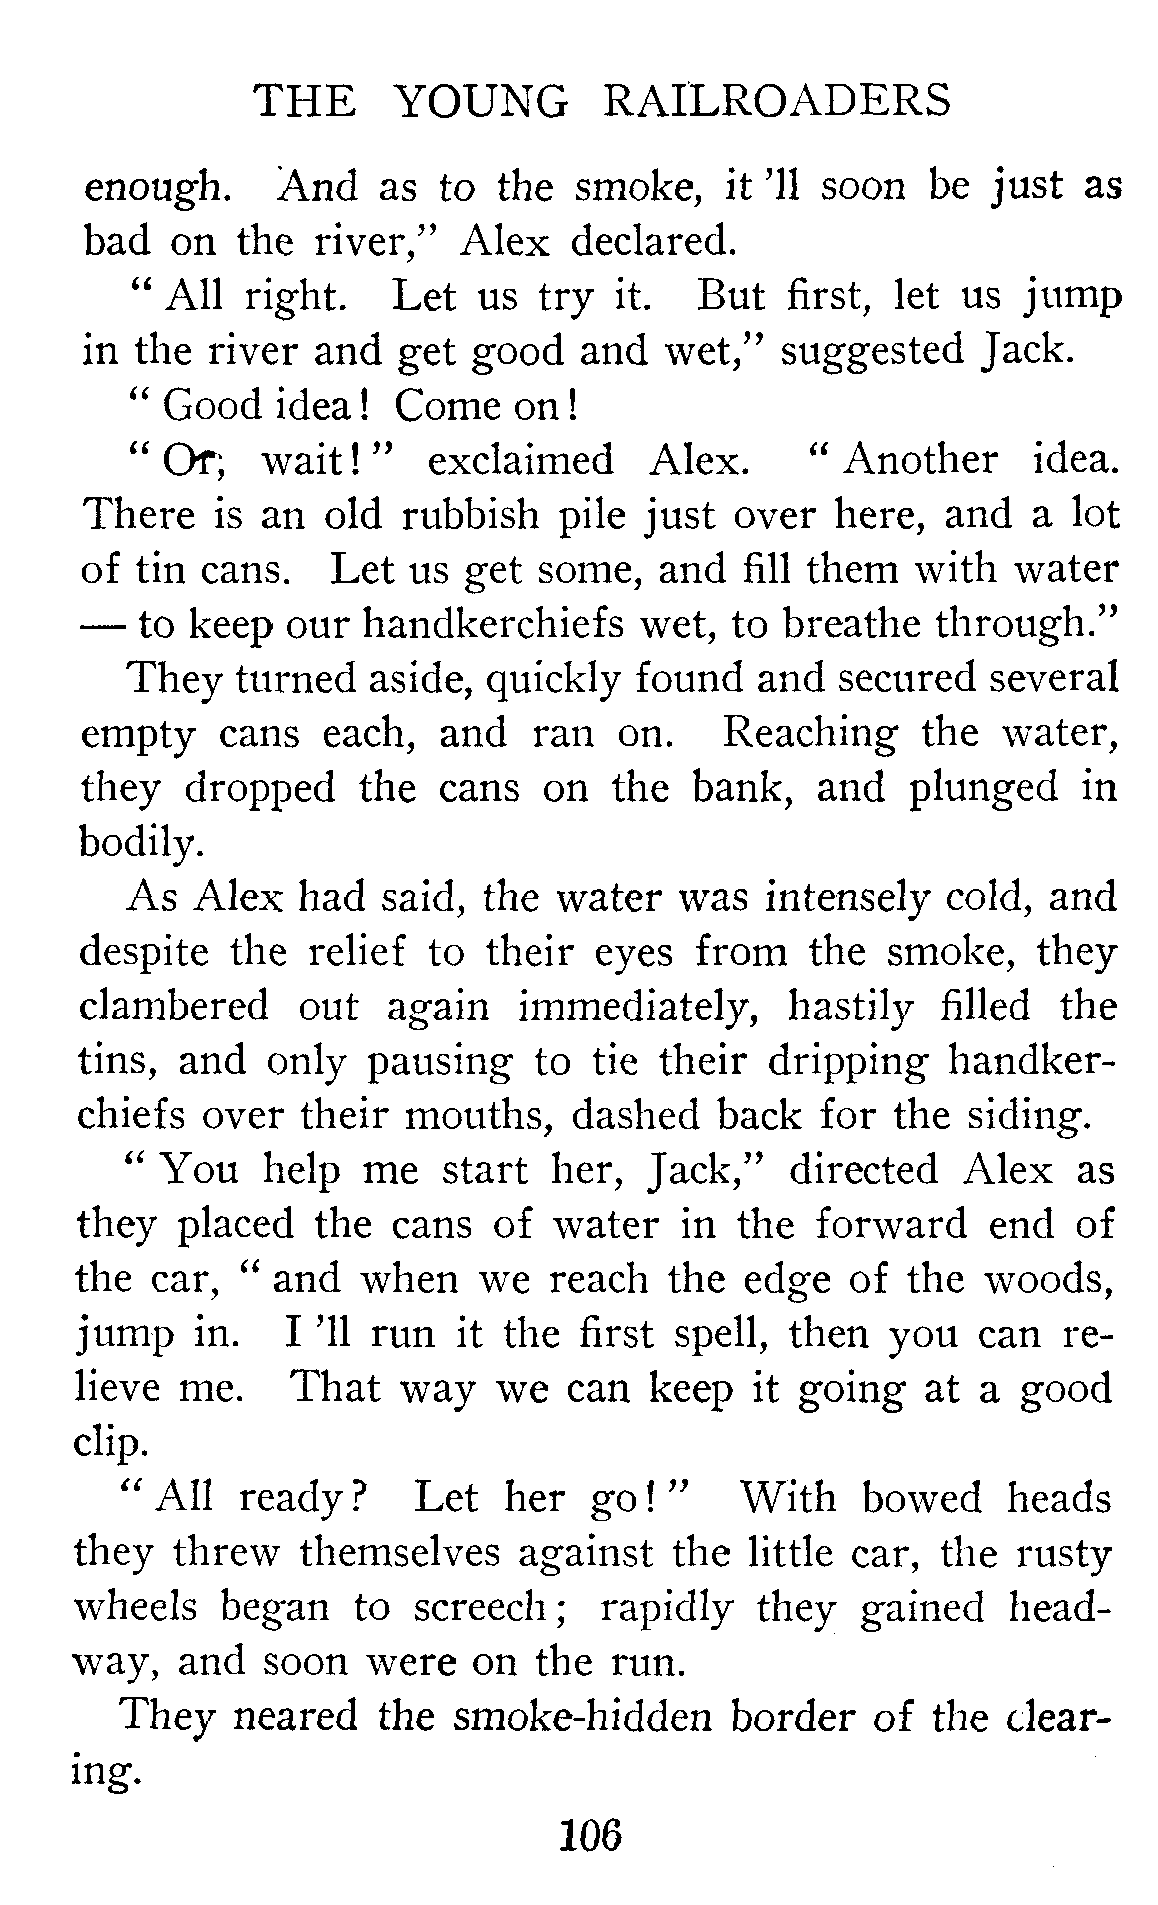 THE YOUNG RAILROADERS
enough. And as to the smoke, it 'll soon be just as
bad on the river,” Alex declared.
“ All right. Let us try it. But first, let us jump
in the river and get good and wet,” suggested Jack.
“ Good idea! Come on!
“ Or, wait! ” exclaimed Alex. “ Another idea.
There is an old rubbish pile just over here, and a lot
of tin cans. Let us get some, and fill them with water
— to keep our handkerchiefs wet, to breathe through.”
They turned aside, quickly found and secured several
empty cans each, and ran on. Reaching the water,
they dropped the cans on the bank, and plunged in
bodily.
As Alex had said, the water was intensely cold, and
despite the relief to their eyes from the smoke, they
clambered out again immediately, hastily filled the
tins, and only pausing to tie their dripping handker-
chiefs over their mouths, dashed back for the siding.
“ You help me start her, Jack,” directed Alex as
they placed the cans of water in the forward end of
the car, “ and when we reach the edge of the woods,
jump in. I 'll run it the first spell, then you can re-
lieve me. That way we can keep it going at a good
clip.
“ All ready? Let her go! ” With bowed heads
they threw themselves against the little car, the rusty
wheels began to screech; rapidly they gained head-
way, and soon were on the run.
They neared the smoke-hidden border of the clear-
ing.
106